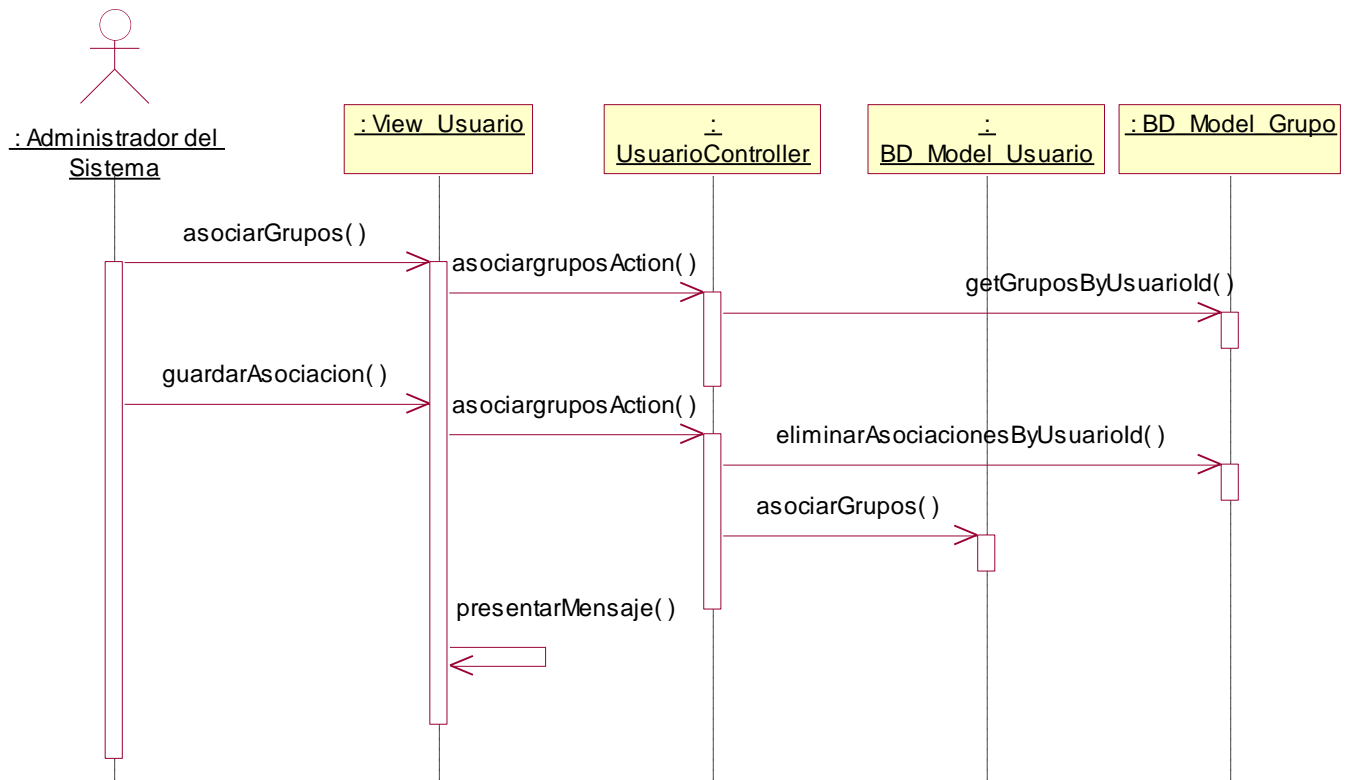 : Administrador del
Sistema
: View_Usuario
:
UsuarioController
:
BD_Model_Usuario
: BD_Model_Grupo
asociarGrupos( )
asociargruposAction( )
getGruposByUsuarioId( )
guardarAsociacion( )
asociargruposAction( )
eliminarAsociacionesByUsuarioId( )
asociarGrupos( )
presentarMensaje( )